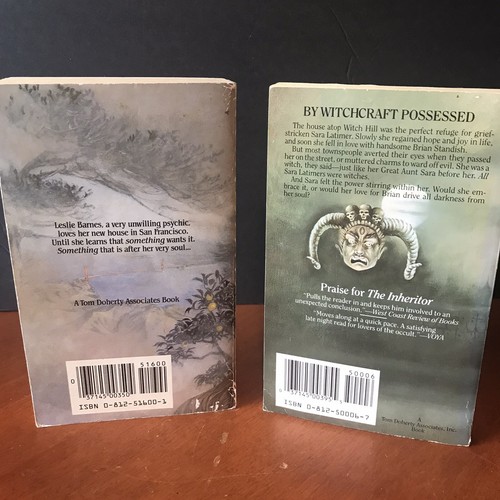 Leslie Barnes, a very unwilling psychic,
loves her new house in San Francisco.
Until she learns that something wants it.
Something that is after her very soul...
A Tom Doherty Associates Book
51600
0
37145 00350
1
ISBN 0-812-51600-1
BY WITCHCRAFT POSSESSED
The house atop Witch Hill was the perfect refuge for grief-
stricken Sara Latimer. Slowly she regained hope and joy in life,
and soon she fell in love with handsome Brian Standish.
But most townspeople averted their eyes when they passed
her on the street, or muttered charms to ward off evil. She was a
witch, they said—just like her Great Aunt Sara before her. All
Sara Latimers were witches.
And Sara felt the power stirring within her. Would she em-
brace it, or would her love for Brian drive all darkness from
her soul?
Praise for The Inheritor
"Pulls the reader in and keeps him involved to an
unexpected conclusion."—West Coast Review of Books
"Moves along at a quick pace. A satisfying
late night read for lovers of the occult."—VOYA
50006
0
37145 00395
ISBN 0-812-50006-7
A
Tom Doherty Associates, Inc.
Book